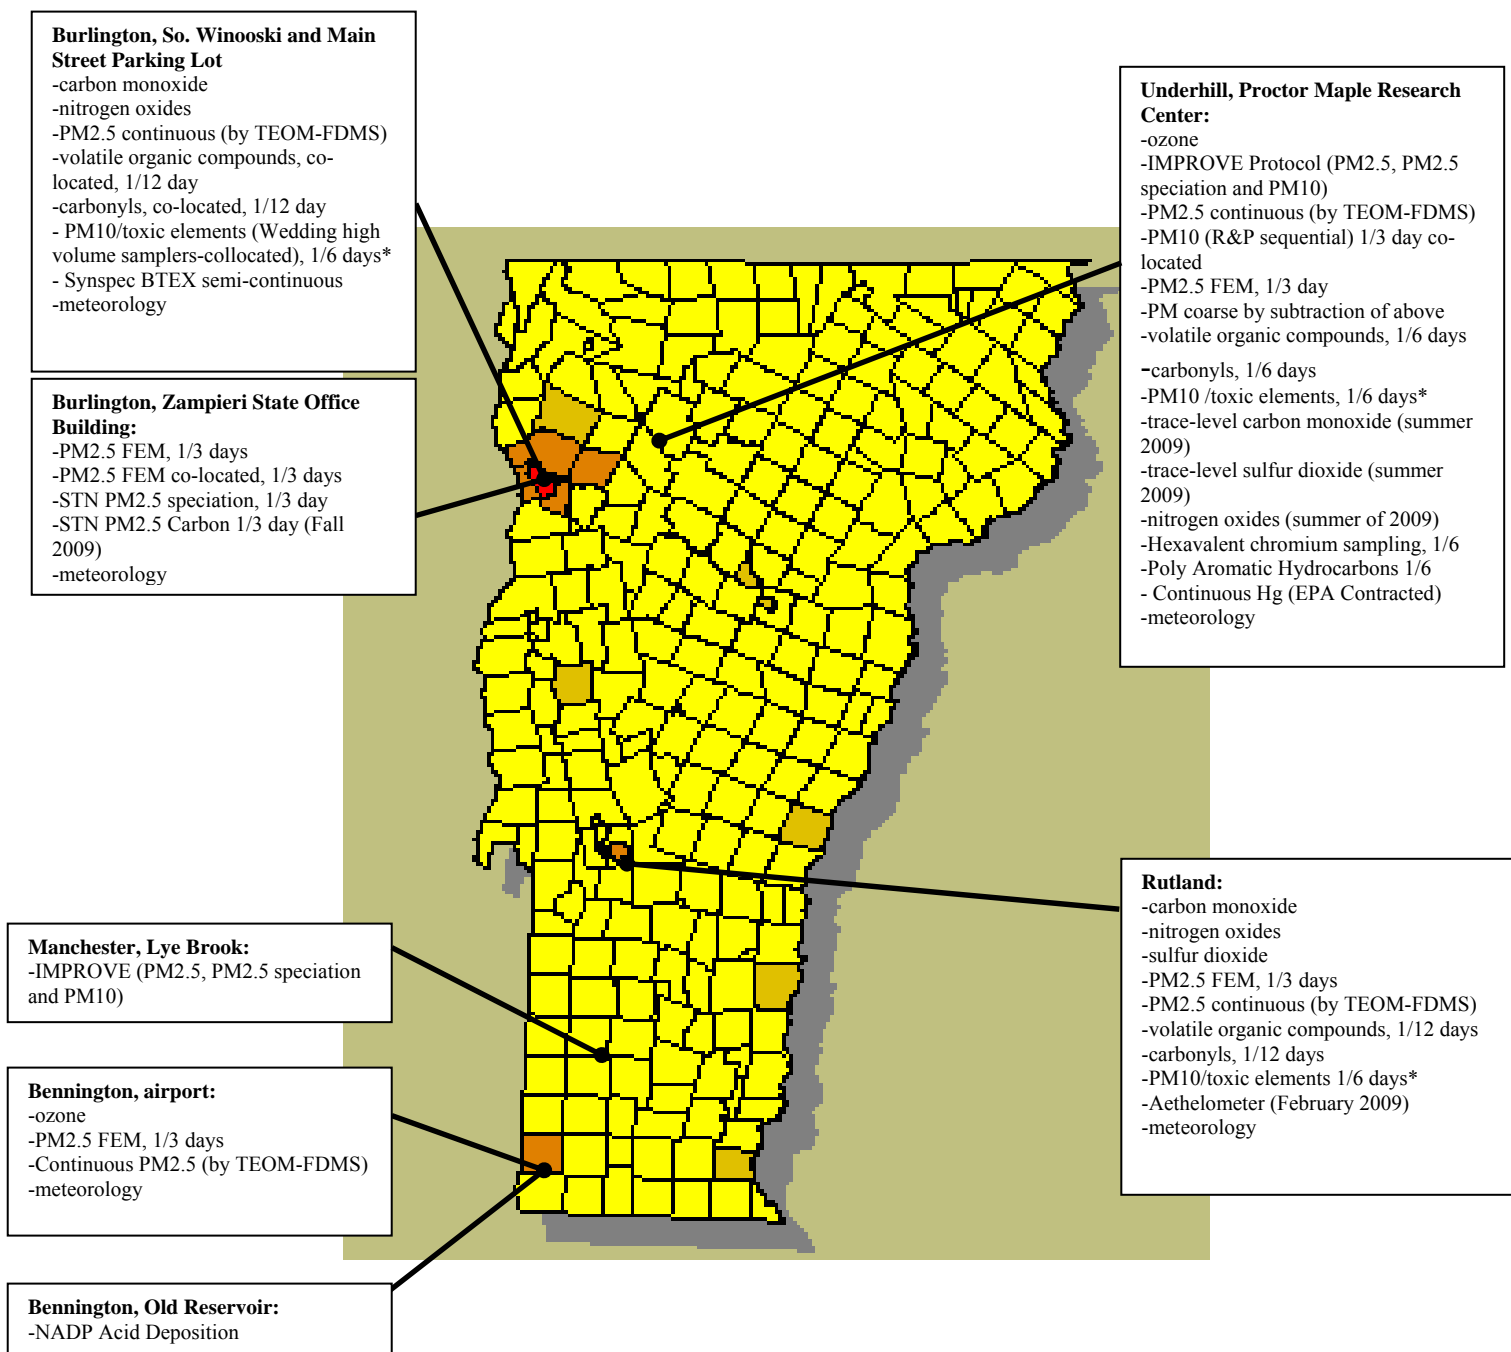 Burlington, So. Winooski and Main
Street Parking Lot
-carbon monoxide
-nitrogen oxides
-PM2.5 continuous (by TEOM-FDMS)
-volatile organic compounds, co-
located, 1/12 day
-carbonyls, co-located, 1/12 day
- PM10/toxic elements (Wedding high
volume samplers-collocated), 1/6 days*
- Synspec BTEX semi-continuous
-meteorology
Burlington, Zampieri State Office
Building:
-PM2.5 FEM, 1/3 days
-PM2.5 FEM co-located, 1/3 days
-STN PM2.5 speciation, 1/3 day
-STN PM2.5 Carbon 1/3 day (Fall
2009)
-meteorology
Manchester, Lye Brook:
-IMPROVE (PM2.5, PM2.5 speciation
and PM10)
Bennington, airport:
-ozone
-PM2.5 FEM, 1/3 days
-Continuous PM2.5 (by TEOM-FDMS)
-meteorology
Bennington, Old Reservoir:
-NADP Acid Deposition
Underhill, Proctor Maple Research
Center:
-ozone
-IMPROVE Protocol (PM2.5, PM2.5
speciation and PM10)
-PM2.5 continuous (by TEOM-FDMS)
-PM10 (R&P sequential) 1/3 day co-
located
-PM2.5 FEM, 1/3 day
-PM coarse by subtraction of above
-volatile organic compounds, 1/6 days
-carbonyls, 1/6 days
-PM10 /toxic elements, 1/6 days*
-trace-level carbon monoxide (summer
2009)
-trace-level sulfur dioxide (summer
2009)
-nitrogen oxides (summer of 2009)
-Hexavalent chromium sampling, 1/6
-Poly Aromatic Hydrocarbons 1/6
- Continuous Hg (EPA Contracted)
-meteorology
Rutland:
-carbon monoxide
-nitrogen oxides
-sulfur dioxide
-PM2.5 FEM, 1/3 days
-PM2.5 continuous (by TEOM-FDMS)
-volatile organic compounds, 1/12 days
-carbonyls, 1/12 days
-PM10/toxic elements 1/6 days*
-Aethelometer (February 2009)
-meteorology